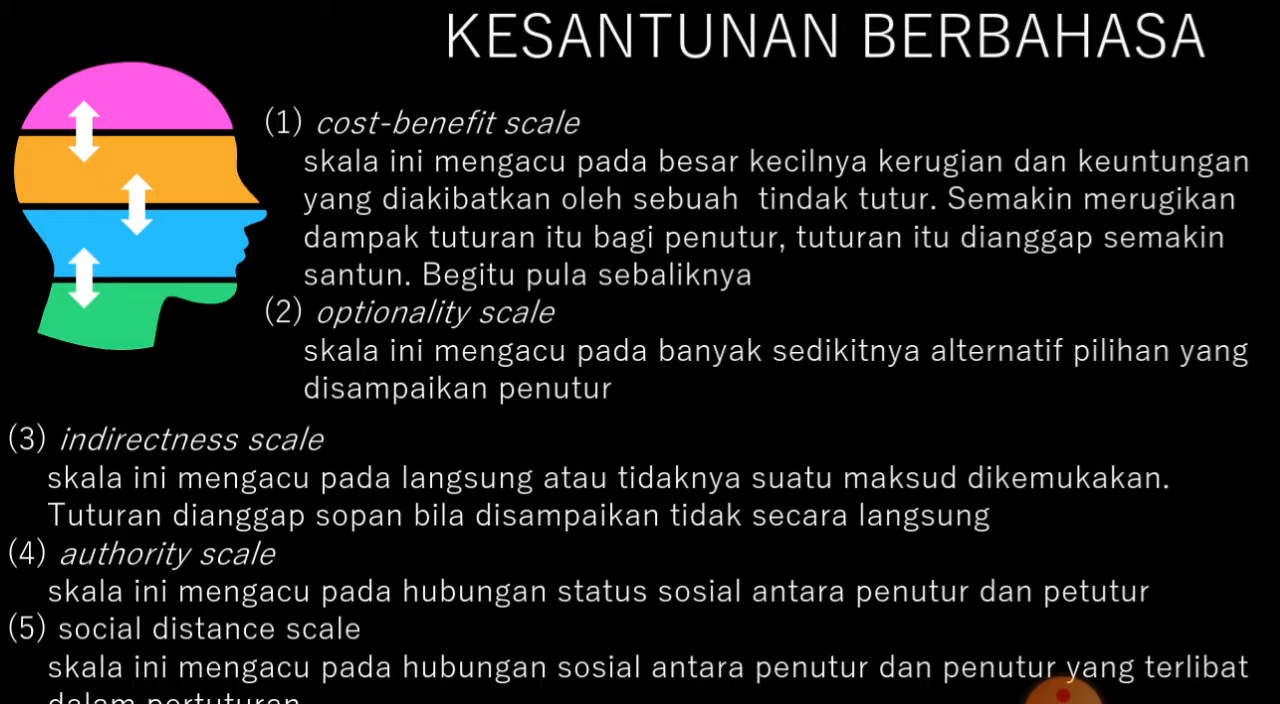 KESANTUNAN BERBAHASA
(1) cost-benefit scale
skala ini mengacu pada besar kecilnya kerugian dan keuntungan
yang diakibatkan oleh sebuah tindak tutur. Semakin merugikan
dampak tuturan itu bagi penutur, tuturan itu dianggap semakin
santun. Begitu pula sebaliknya
(2) optionality scale
skala ini mengacu pada banyak sedikitnya alternatif pilihan yang
disampaikan penutur
(3) indirectness scale
skala ini mengacu pada langsung atau tidaknya suatu maksud dikemukakan.
Tuturan dianggap sopan bila disampaikan tidak secara langsung
(4) authority scale
skala ini mengacu pada hubungan status sosial antara penutur dan petutur
(5) social distance scale
skala ini mengacu pada hubungan sosial antara penutur dan penutur yang terlibat
dalam pertuturan